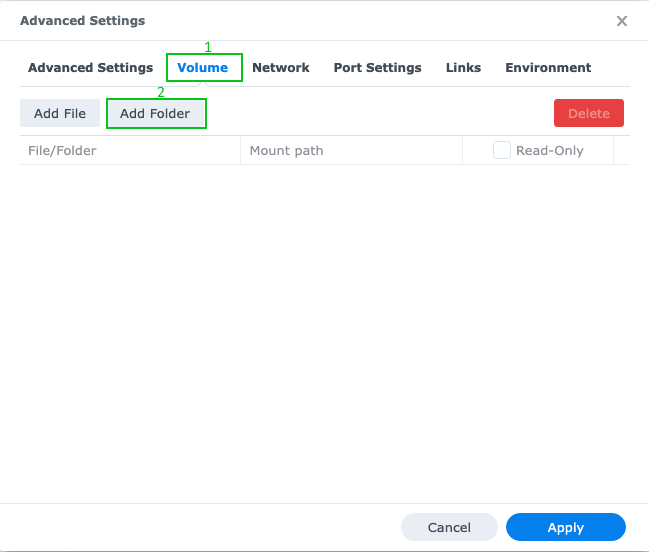 Advanced Settings
1
Advanced Settings Volume Network Port Settings Links Environment
2
Add File Add Folder Delete
File/Folder Mount path Read-Only
Cancel Apply